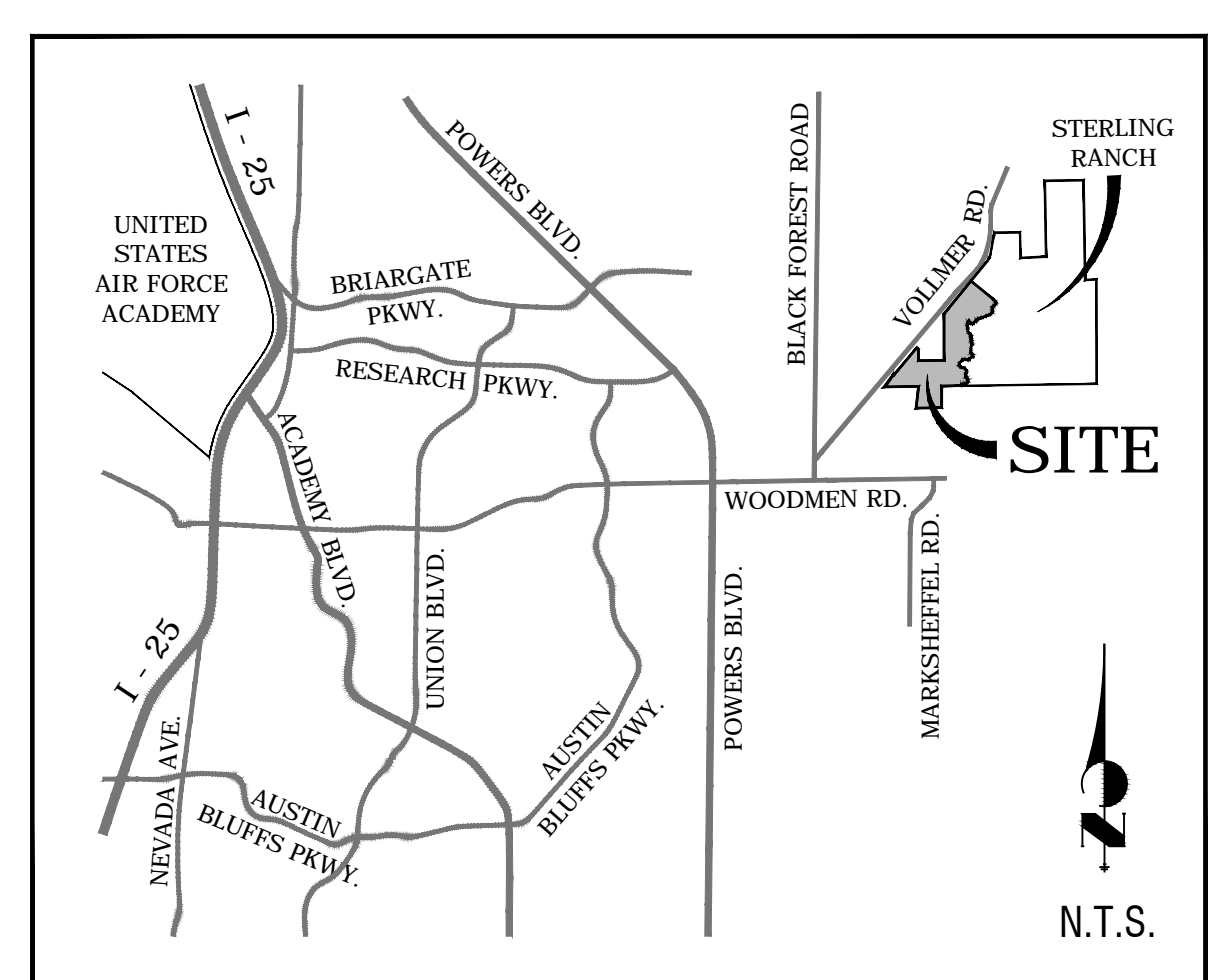 I - 25
POWERS BLVD.
BLACK FOREST ROAD
STERLING
RANCH
VOLLMER RD.
UNITED
STATES
AIR FORCE
ACADEMY
BRIARGATE
PKWY.
RESEARCH PKWY.
ACADEMY BLVD.
SITE
WOODMEN RD.
MARKSHEFFEL RD.
UNION BLVD.
POWERS BLVD.
I - 25
NEVADA AVE.
AUSTIN
BLUFFS PKWY.
AUSTIN
BLUFFS PKWY.
N
N.T.S.